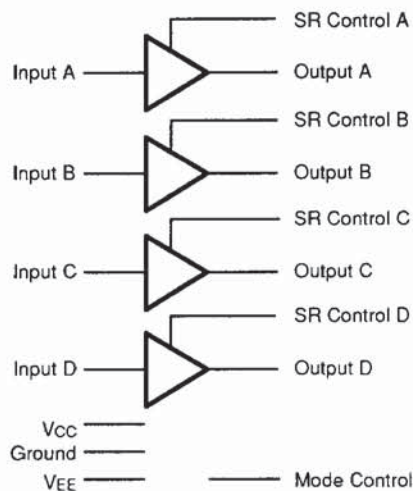 SR Control A
Input A Output A
SR Control B
Input B Output B
SR Control C
Input C Output C
SR Control D
Input D Output D
VCC
Ground
VEE Mode Control